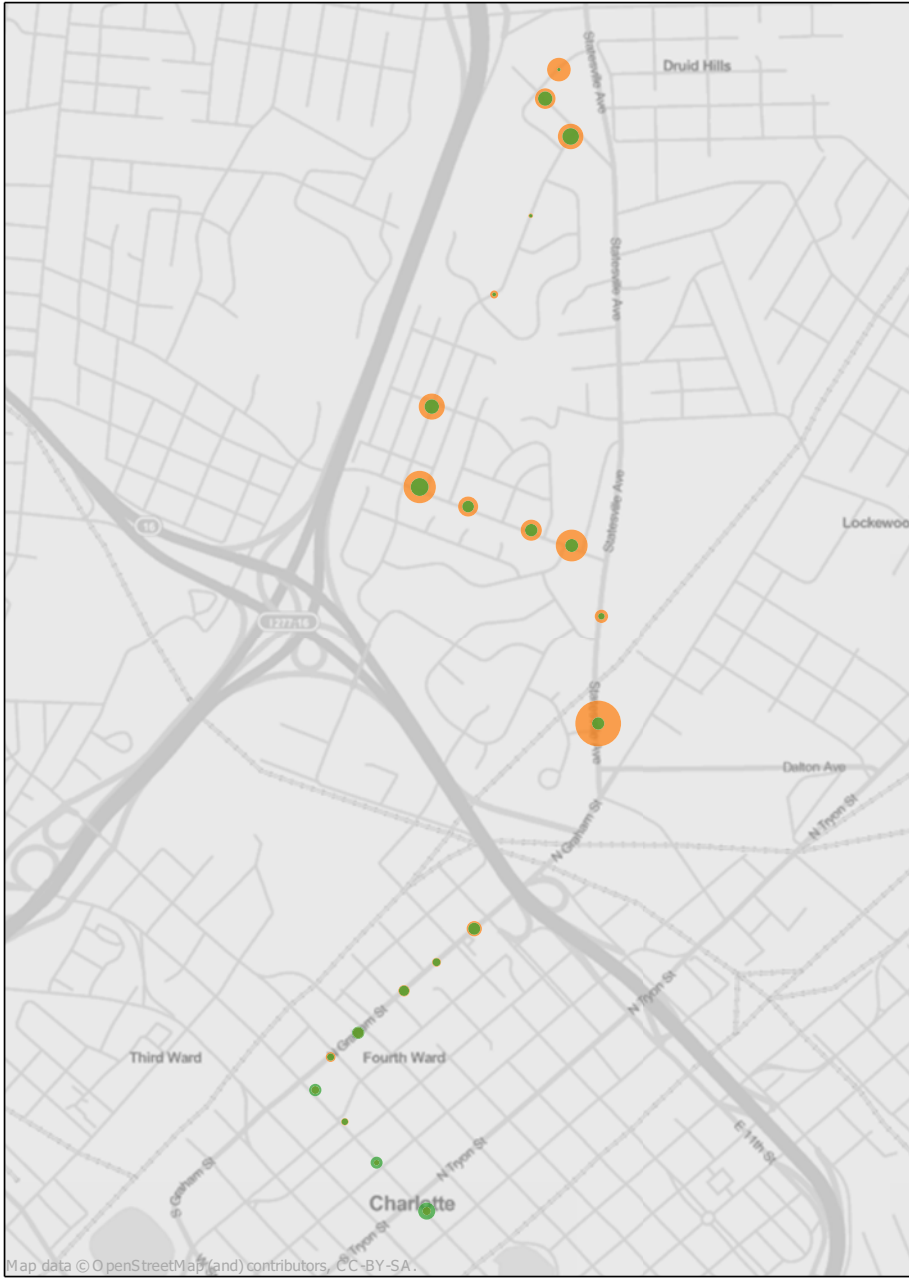 Statesville Ave
Druid Hills
Statesville Ave
Statesville Ave
16
Lockewoo
I277;16
Ave
Dalton Ave
N Tryon St
N Graham St
N Tryon St
N Graham St
Third Ward
Fourth Ward
E 11th St
N Tryon St
S Graham St
Charlotte
S Tryon St
Map data © OpenStreetMap (and) contributors, CC-BY-SA.